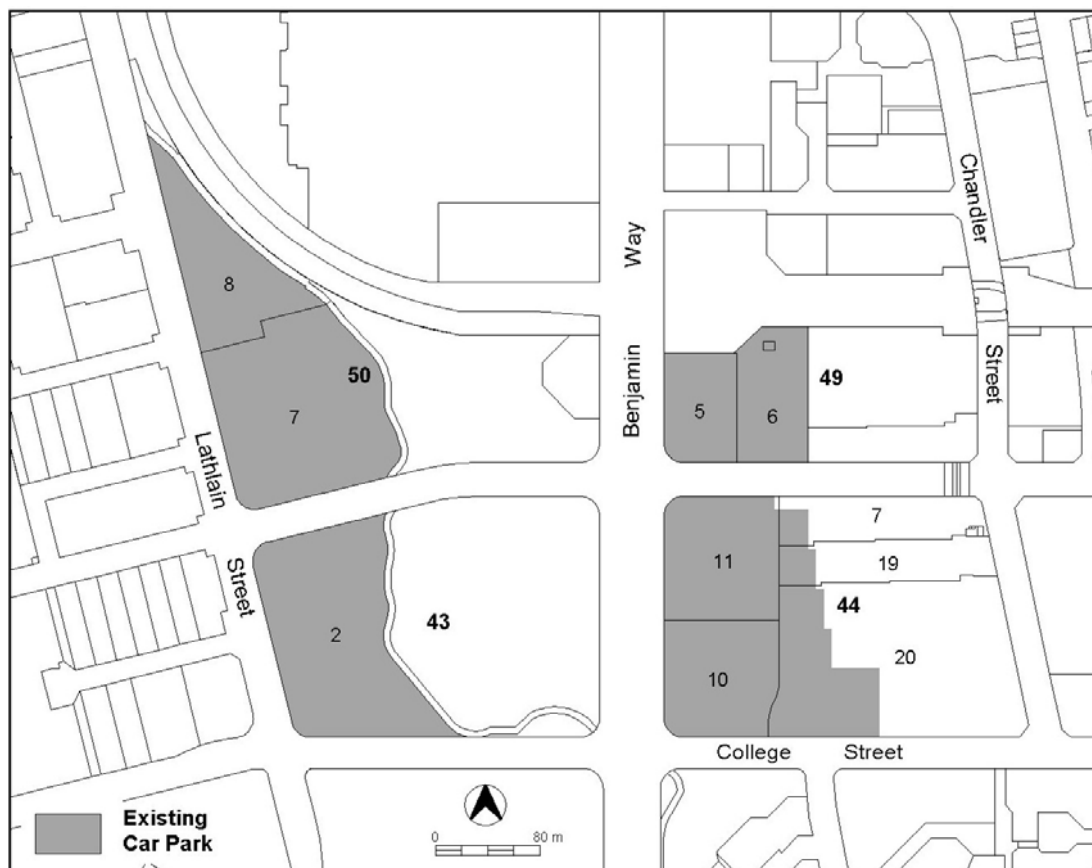 Chandler
Way
8
50
49
Benjamin
Street
5
6
7
Lathlain
7
11
19
Street
44
43
2
20
10
College Street
Existing
Car Park
0 80 m